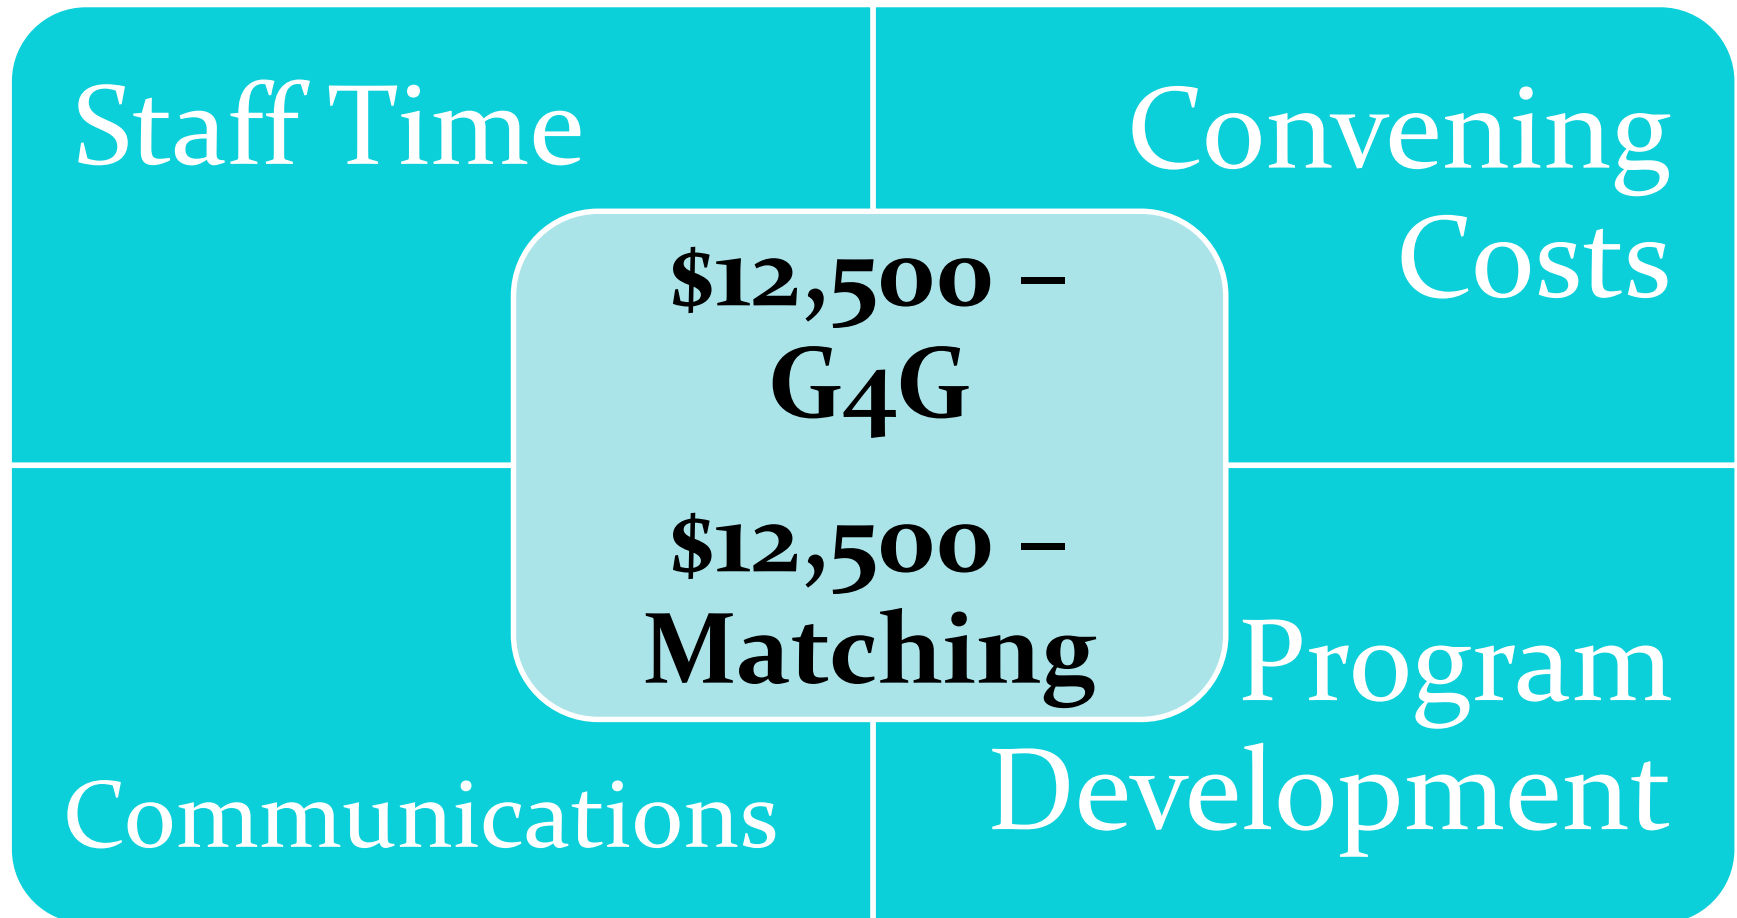 Staff Time
Convening
Costs
$12,500 –
G4G
$12,500 –
Matching
Communications
Program
Development